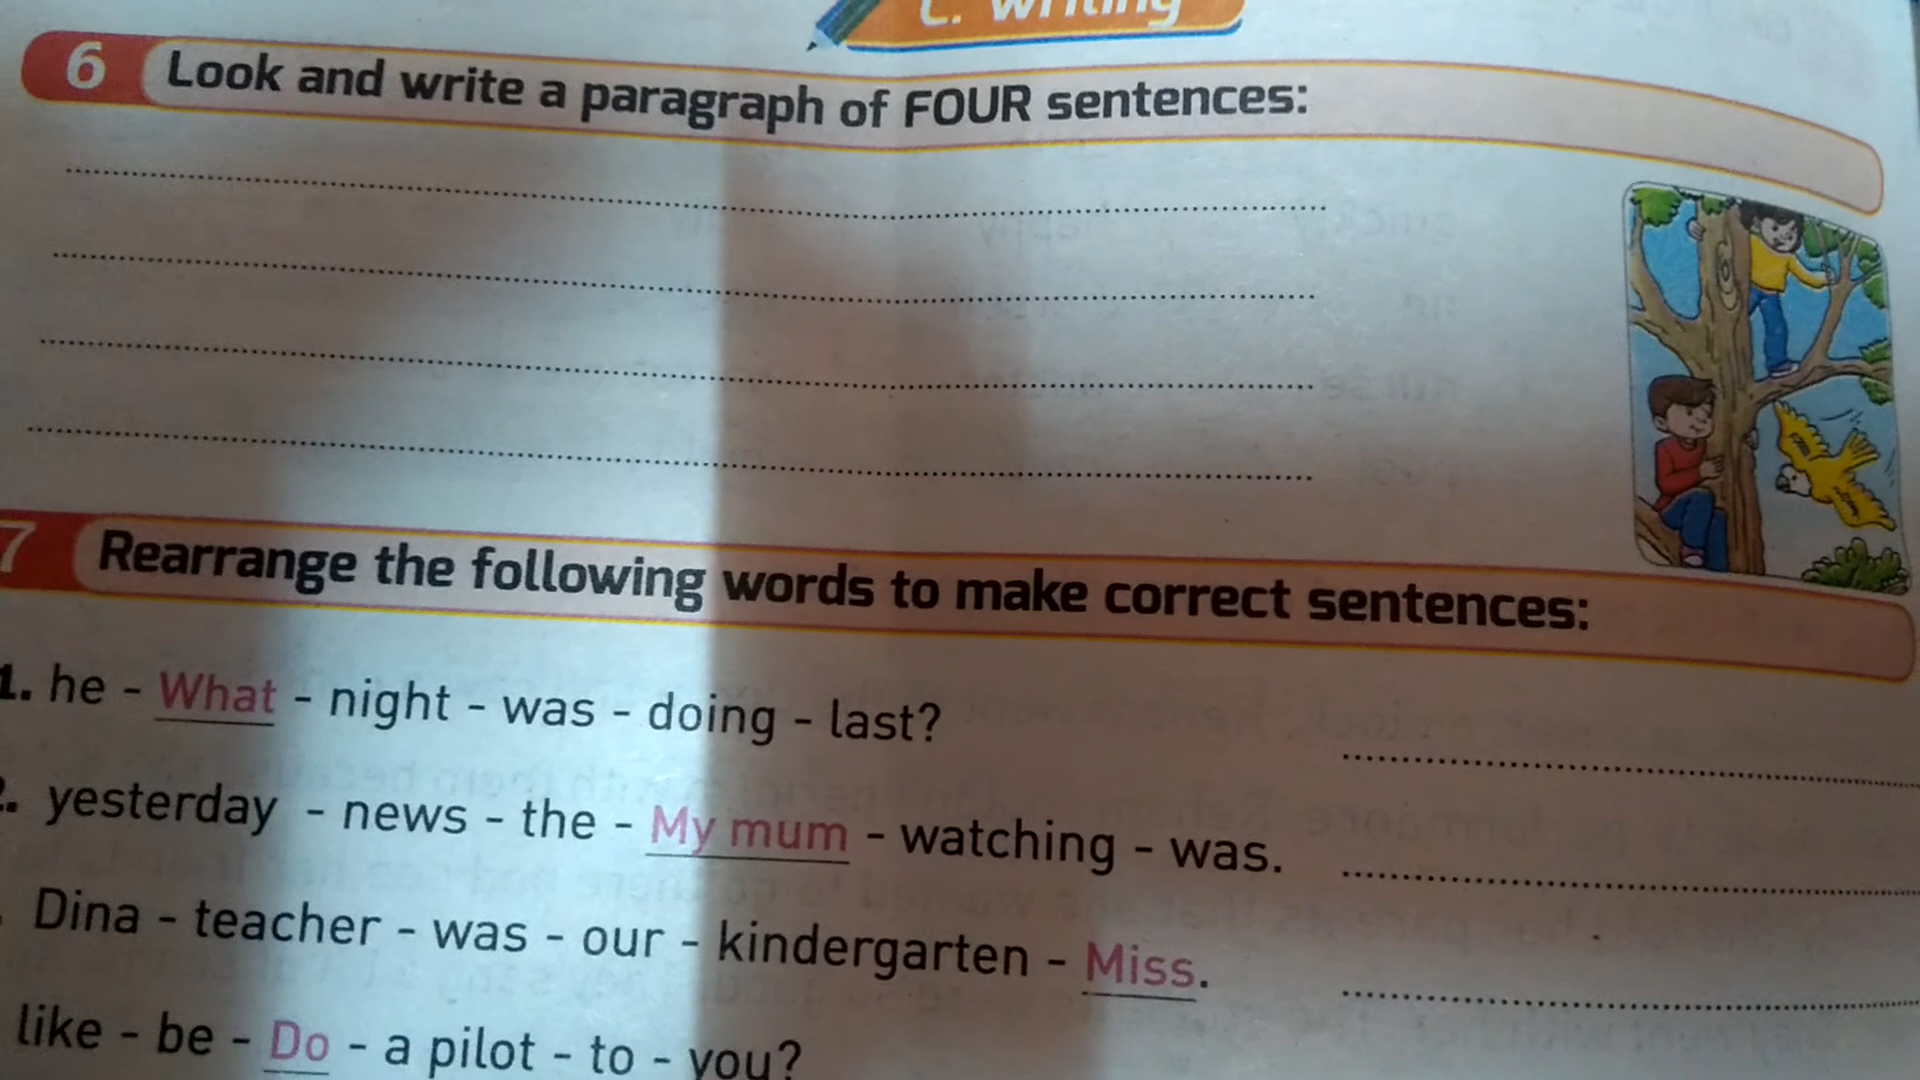 C. Writing
6 Look and write a paragraph of FOUR sentences:
7 Rearrange the following words to make correct sentences:
1. he - What - night - was - doing - last?
. yesterday - news - the - My mum - watching - was.
Dina - teacher - was - our - kindergarten - Miss.
like - be - Do - a pilot - to - you?